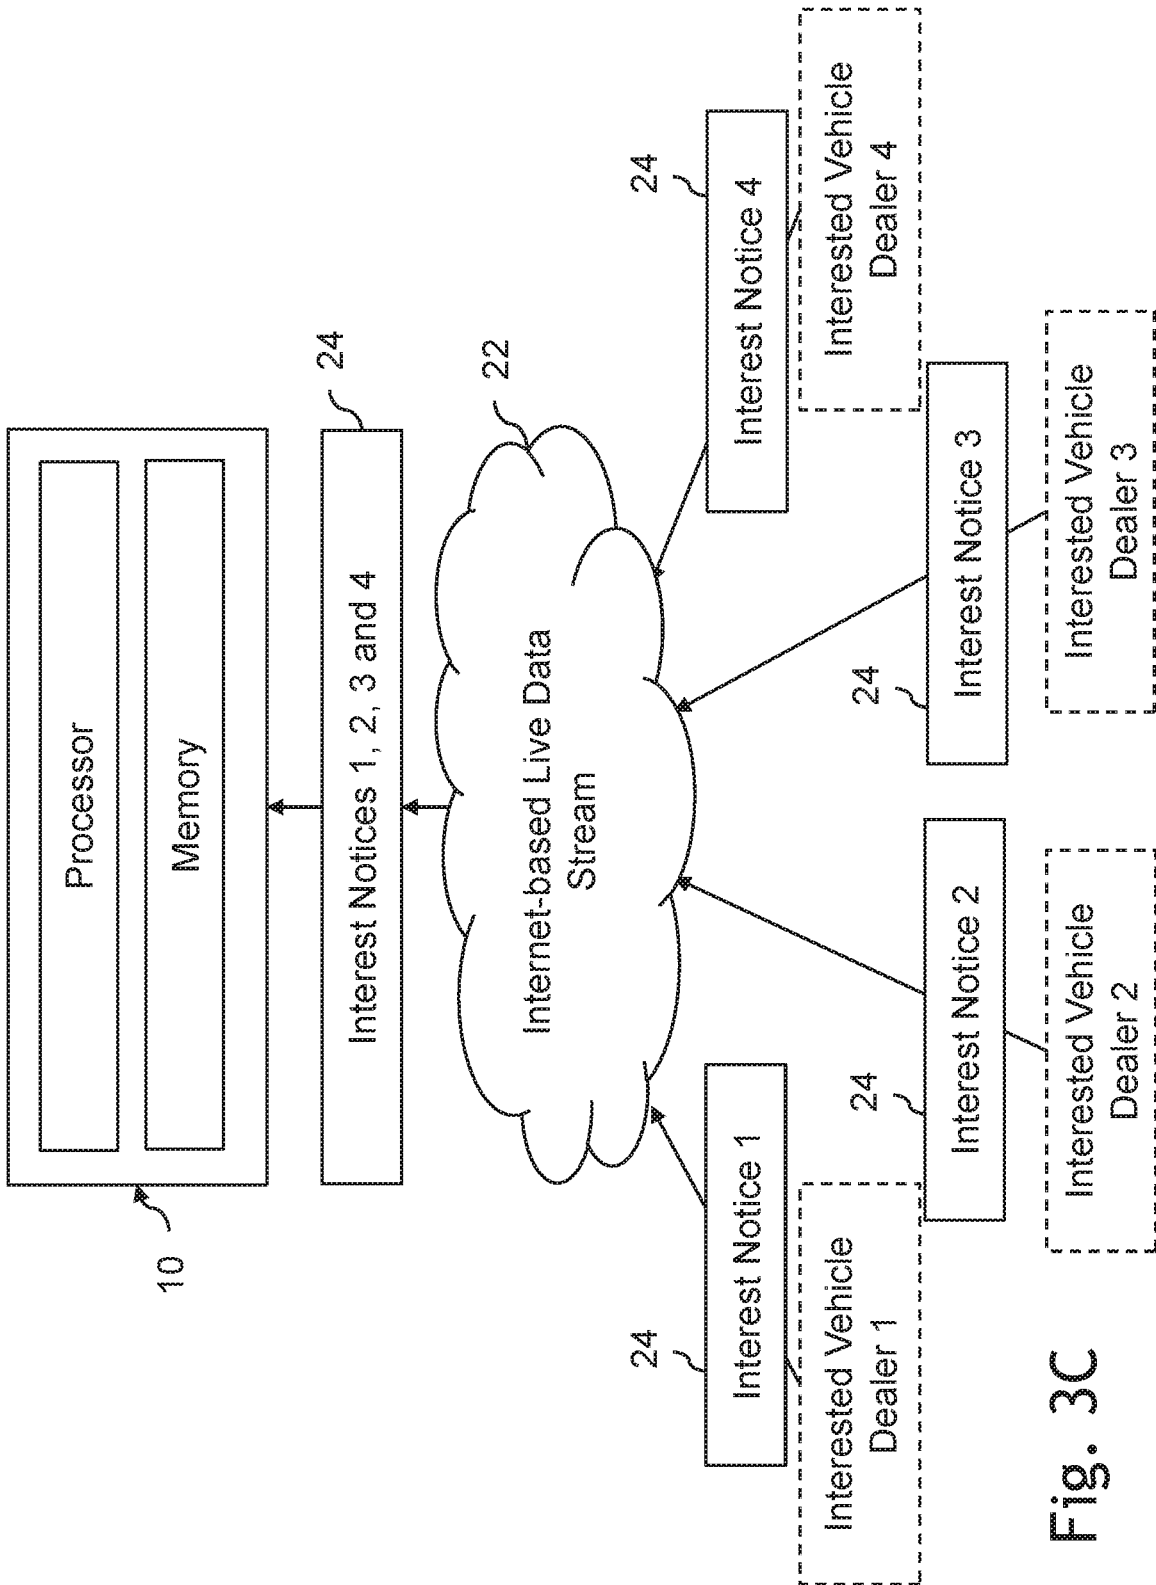 10
Processor
Memory
24
Interest Notices 1, 2, 3 and 4
22
Internet-based Live Data
Stream
24
Interest Notice 1
Interested Vehicle
Dealer 1
24
Interest Notice 2
Interested Vehicle
Dealer 2
24
Interest Notice 3
Interested Vehicle
Dealer 3
24
Interest Notice 4
Interested Vehicle
Dealer 4
Fig. 3C